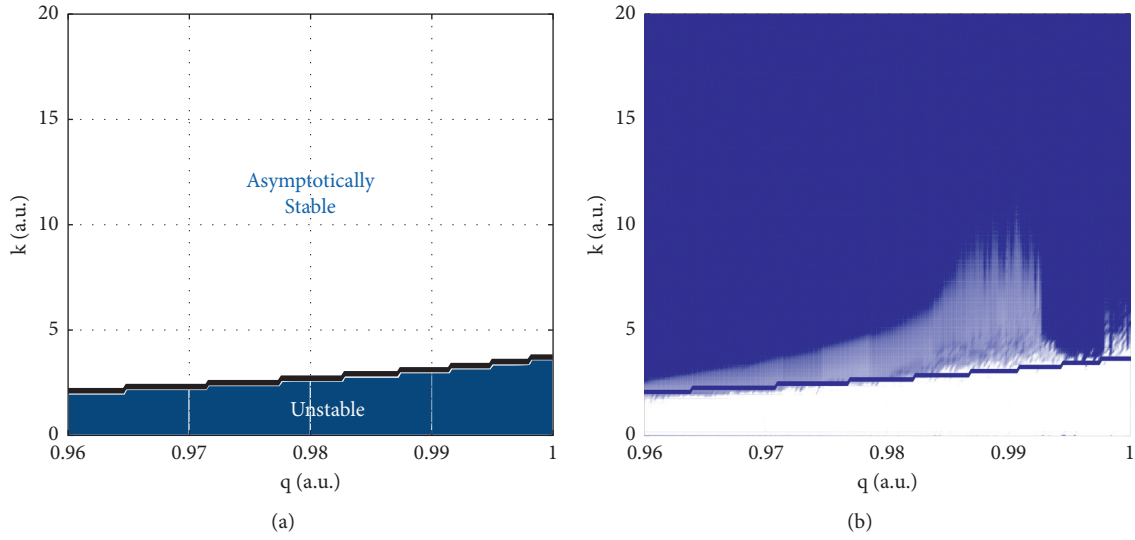 20
15
10
5
0
k (a.u.)
Asymptotically
Stable
Unstable
0.96 0.97 0.98 0.99 1
q (a.u.)
(a)
20
15
10
5
0
k (a.u.)
0.96 0.97 0.98 0.99 1
q (a.u.)
(b)